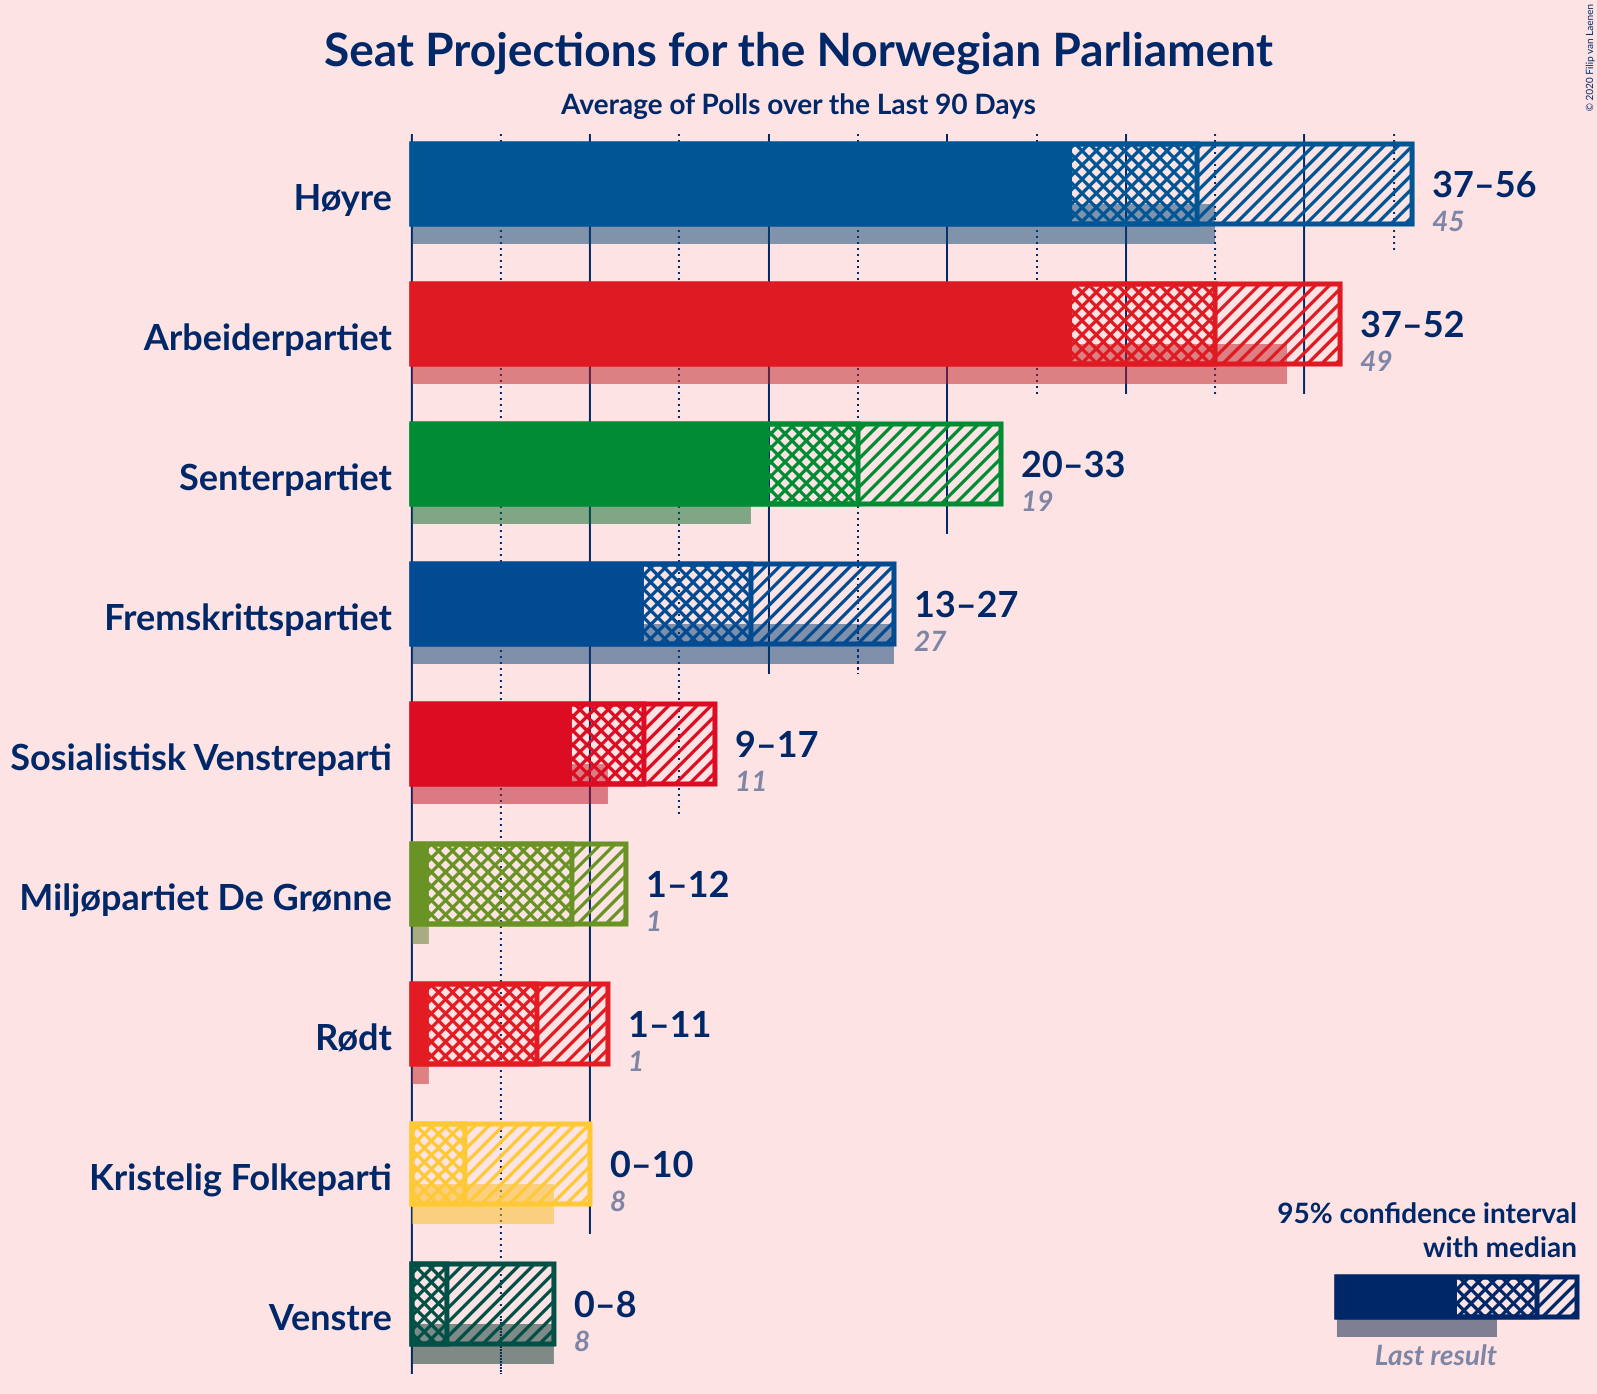 Seat Projections for the Norwegian Parliament
Average of Polls over the Last 90 Days
© 2020 Filip van Laenen
Høyre
37–56
45
Arbeiderpartiet
37–52
49
Senterpartiet
20–33
19
Fremskrittspartiet
13–27
27
Sosialistisk Venstreparti
9–17
11
Miljøpartiet De Grønne
1–12
1
Rødt
1–11
1
Kristelig Folkeparti
0–10
8
Venstre
0–8
8
95% confidence interval
with median
Last result